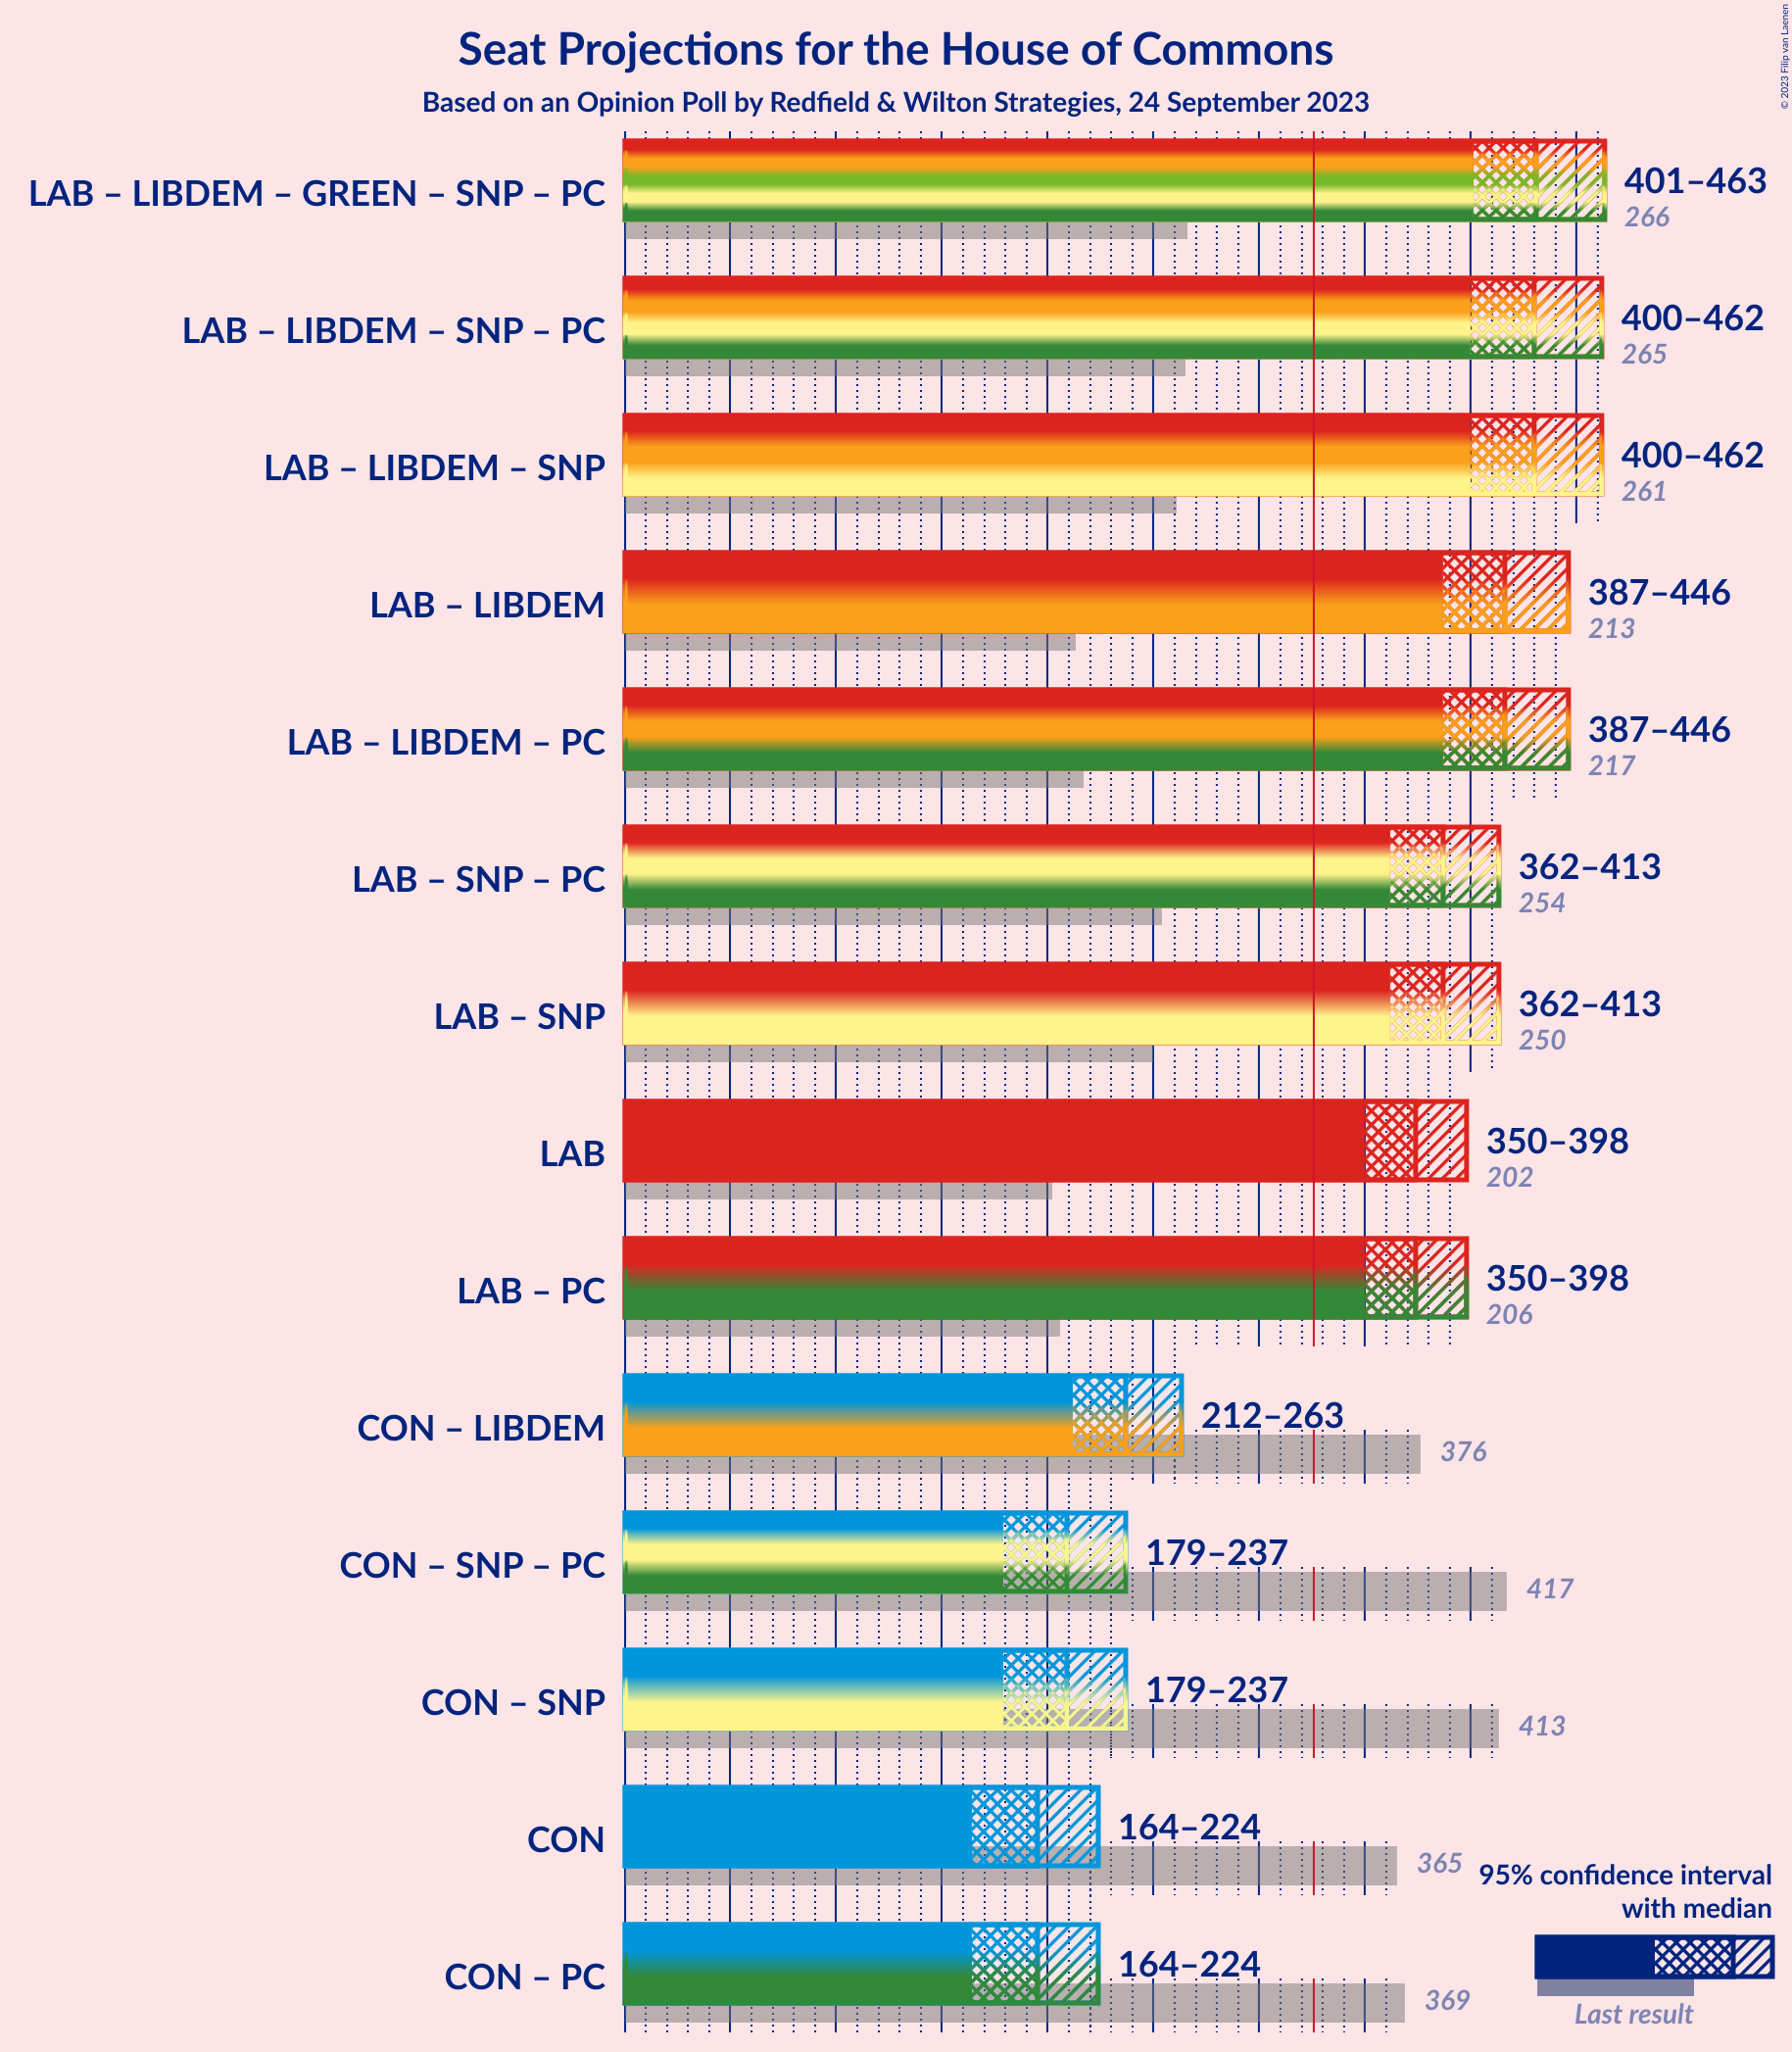 Seat Projections for the House of Commons
Based on an Opinion Poll by Redfield & Wilton Strategies, 24 September 2023
© 2023 Filip van Laenen
LAB – LIBDEM – GREEN – SNP – PC
401–463
266
LAB – LIBDEM – SNP – PC
400–462
265
LAB – LIBDEM – SNP
400–462
261
LAB – LIBDEM
387–446
213
LAB – LIBDEM – PC
387–446
217
LAB – SNP – PC
362–413
254
LAB – SNP
362–413
250
LAB
350–398
202
LAB – PC
350–398
206
CON – LIBDEM
212–263
376
CON – SNP – PC
179–237
417
CON – SNP
179–237
413
CON
164–224
365
CON – PC
164–224
369
95% confidence interval
with median
Last result